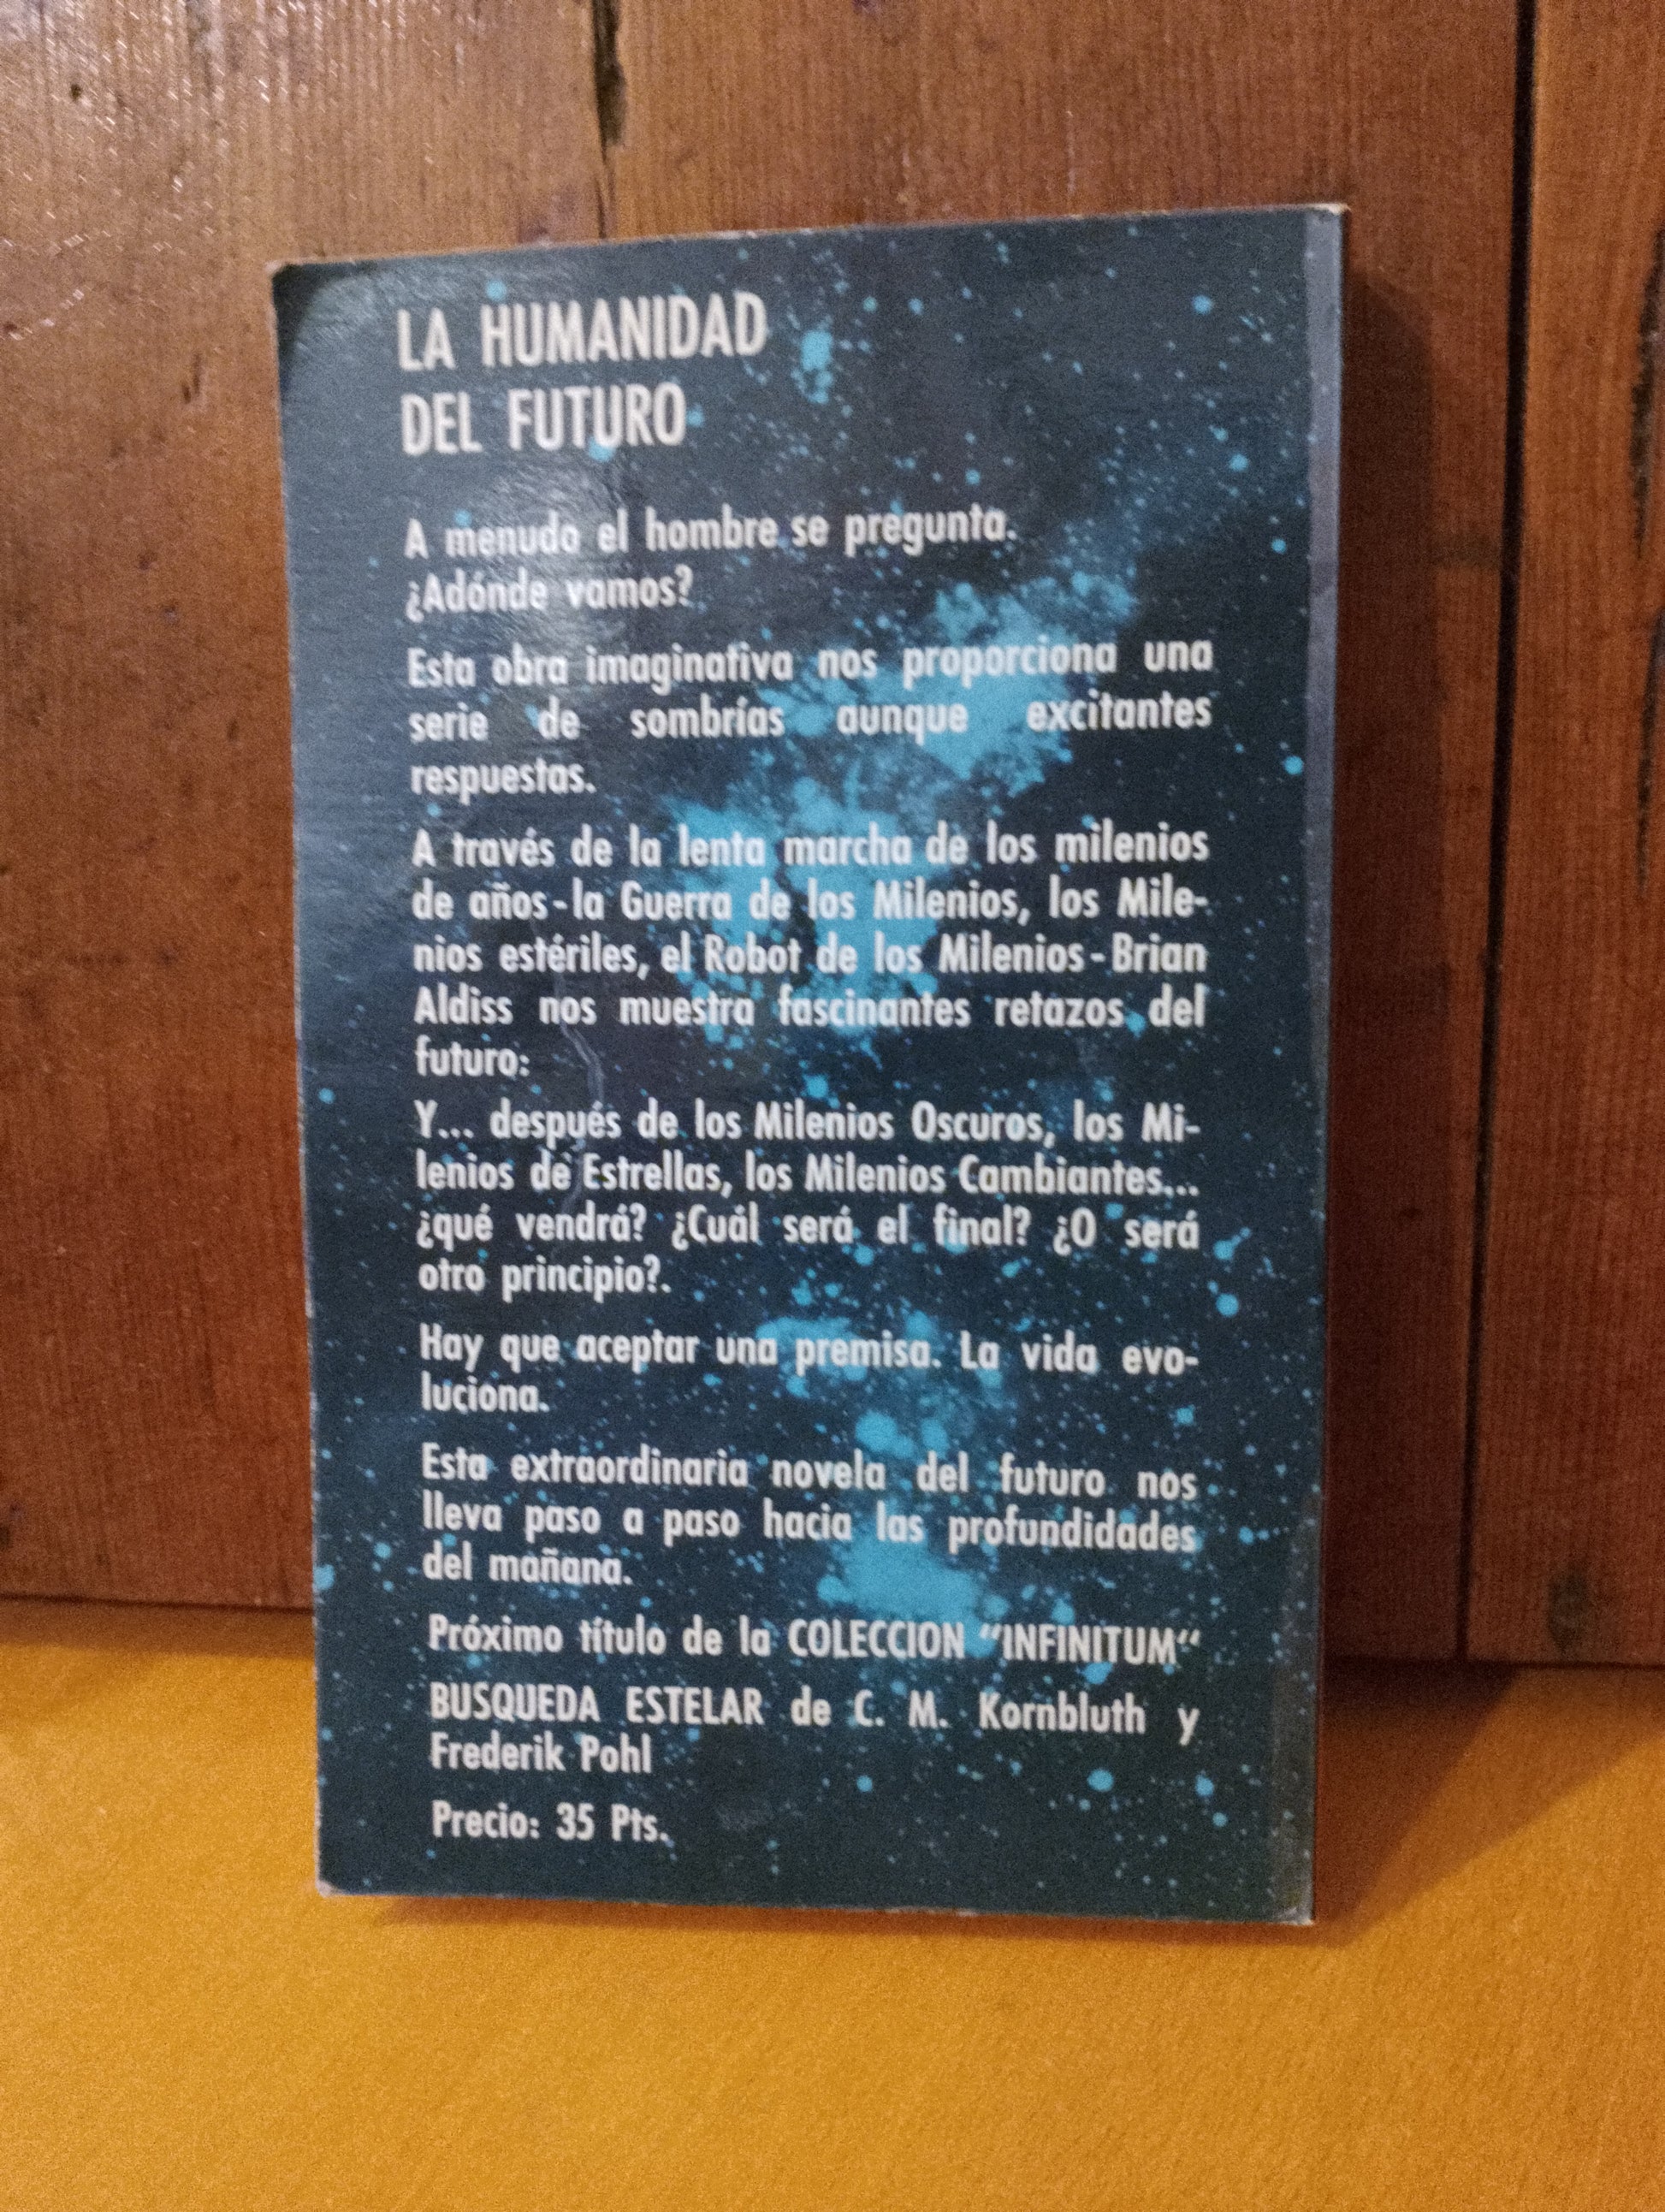 LA HUMANIDAD
DEL FUTURO
A menudo el hombre se pregunta.
¿Adónde vamos?
Esta obra imaginativa nos proporciona una
serie de sombrías aunque excitantes
respuestas.
A través de la lenta marcha de los milenios
de años-la Guerra de los Milenios, los Mile-
nios estériles, el Robot de los Milenios-Brian
Aldiss nos muestra fascinantes retazos del
futuro:
Y... después de los Milenios Oscuros, los Mi-
lenios de Estrellas, los Milenios Cambiantes...
¿qué vendrá? ¿Cuál será el final? ¿O será
otro principio?.
Hay que aceptar una premisa. La vida evo-
luciona.
Esta extraordinaria novela del futuro nos
lleva paso a paso hacia las profundidades
del mañana.
Próximo título de la COLECCION "INFINITUM"
BUSQUEDA ESTELAR de C. M. Kornbluth y
Frederik Pohl
Precio: 35 Pts.